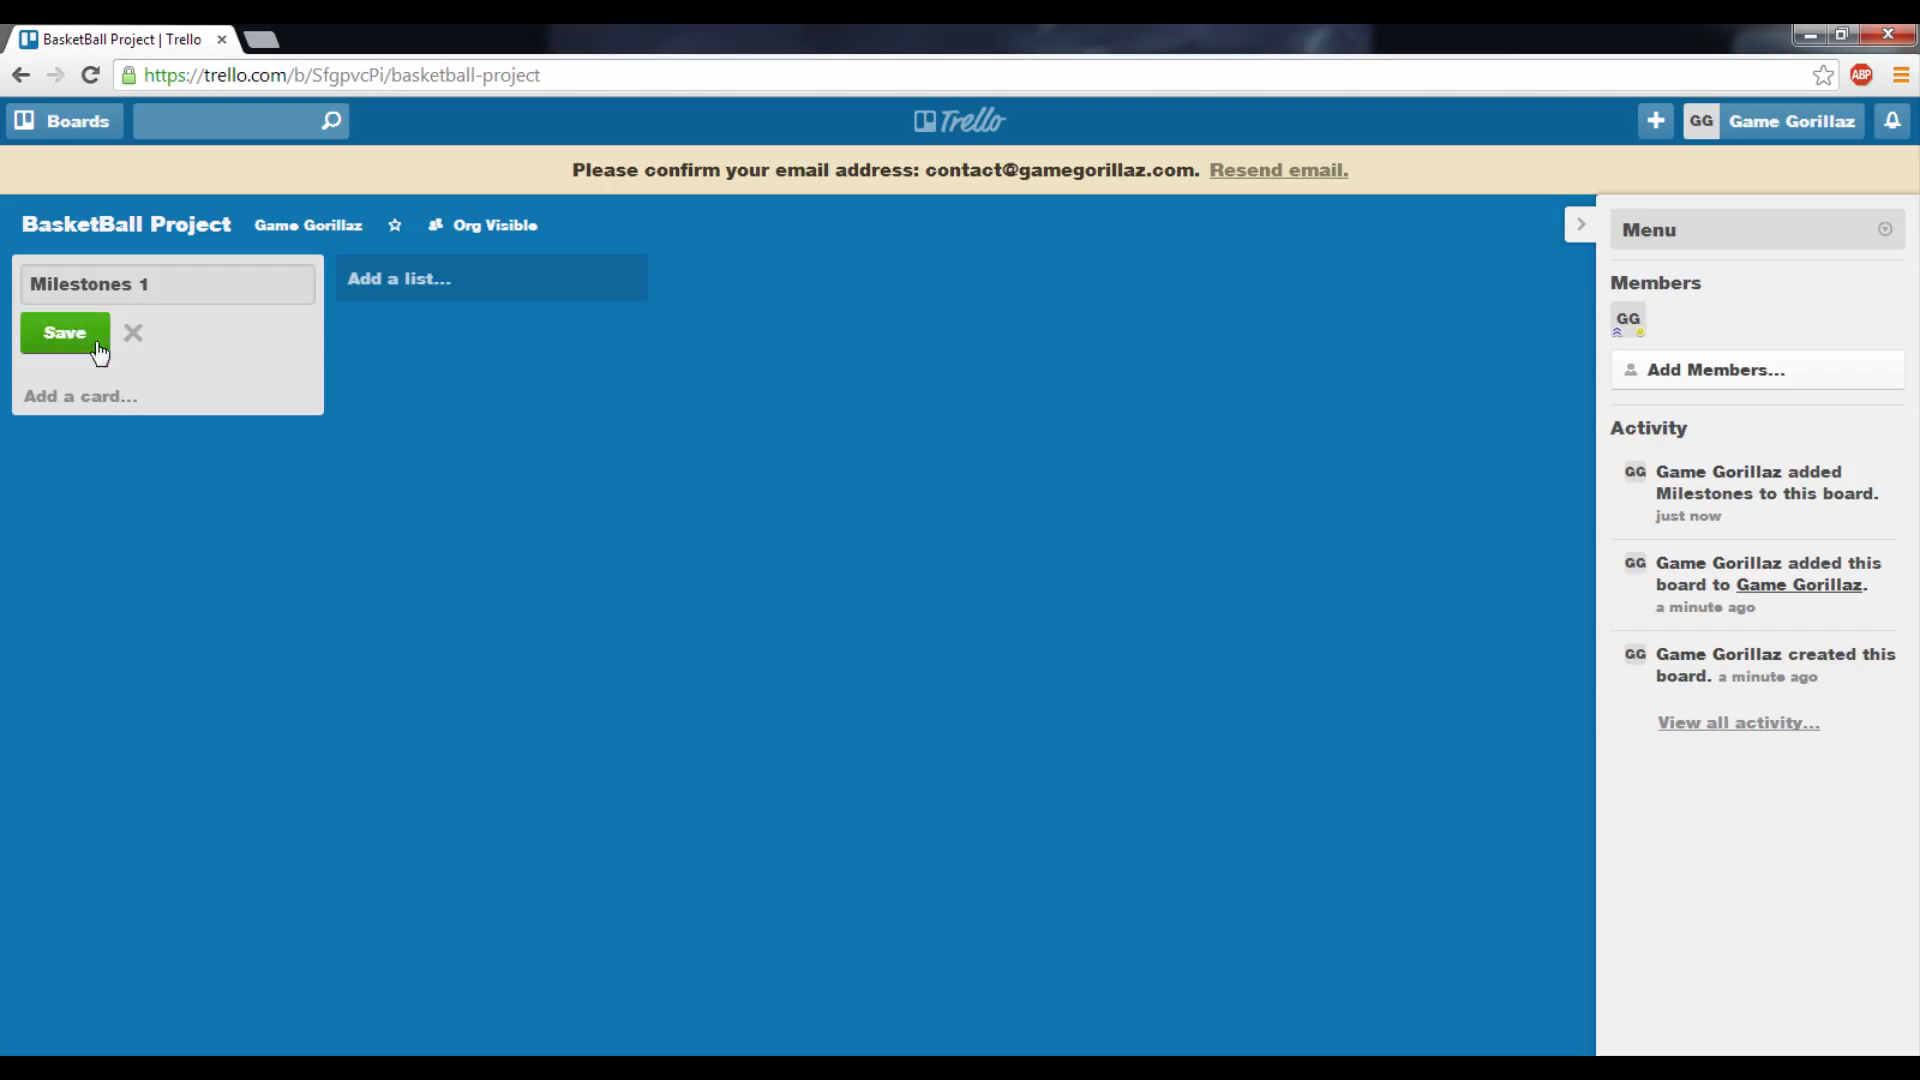 BasketBall Project | Trello
https://trello.com/b/SfgpvcPi/basketball-project
ABP
Boards
Trello
GG Game Gorillaz
Please confirm your email address: contact@gamegorillaz.com. Resend email.
BasketBall Project Game Gorillaz Org Visible
Milestones 1
Save
Add a card...
Add a list...
Menu
Members
GG
Add Members...
Activity
GG Game Gorillaz added
Milestones to this board.
just now
GG Game Gorillaz added this
board to Game Gorillaz.
a minute ago
GG Game Gorillaz created this
board. a minute ago
View all activity...